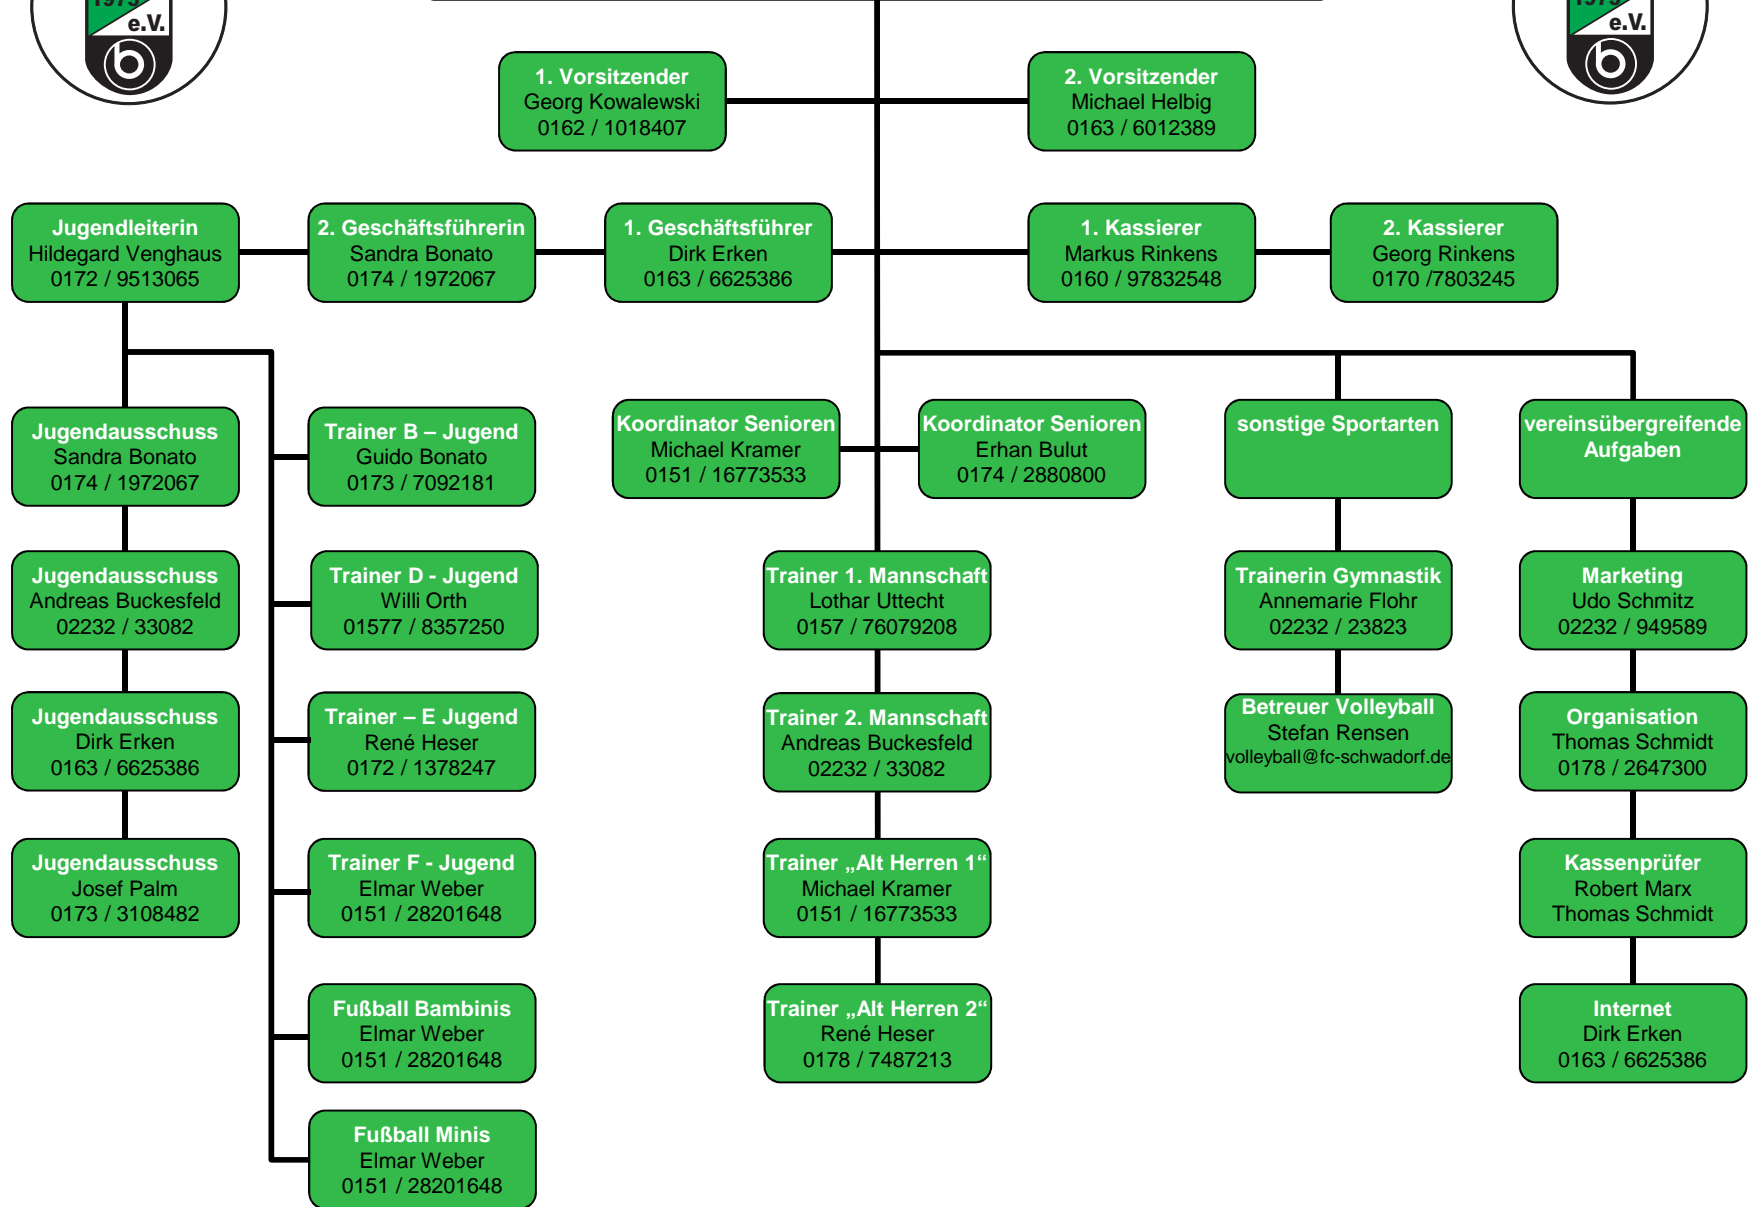 e.V.
e.V.
1. Vorsitzender
Georg Kowalewski
0162 / 1018407
2. Vorsitzender
Michael Helbig
0163 / 6012389
Jugendleiterin
Hildegard Venghaus
0172 / 9513065
2. Geschäftsführerin
Sandra Bonato
0174 / 1972067
1. Geschäftsführer
Dirk Erken
0163 / 6625386
1. Kassierer
Markus Rinkens
0160 / 97832548
2. Kassierer
Georg Rinkens
0170 /7803245
Jugendausschuss
Sandra Bonato
0174 / 1972067
Trainer B – Jugend
Guido Bonato
0173 / 7092181
Koordinator Senioren
Michael Kramer
0151 / 16773533
Koordinator Senioren
Erhan Bulut
0174 / 2880800
sonstige Sportarten
vereinsübergreifende
Aufgaben
Jugendausschuss
Andreas Buckesfeld
02232 / 33082
Trainer D - Jugend
Willi Orth
01577 / 8357250
Trainer 1. Mannschaft
Lothar Uttecht
0157 / 76079208
Trainerin Gymnastik
Annemarie Flohr
02232 / 23823
Marketing
Udo Schmitz
02232 / 949589
Jugendausschuss
Dirk Erken
0163 / 6625386
Trainer – E Jugend
René Heser
0172 / 1378247
Trainer 2. Mannschaft
Andreas Buckesfeld
02232 / 33082
Betreuer Volleyball
Stefan Rensen
volleyball@fc-schwadorf.de
Organisation
Thomas Schmidt
0178 / 2647300
Jugendausschuss
Josef Palm
0173 / 3108482
Trainer F - Jugend
Elmar Weber
0151 / 28201648
Trainer „Alt Herren 1“
Michael Kramer
0151 / 16773533
Kassenprüfer
Robert Marx
Thomas Schmidt
Fußball Bambinis
Elmar Weber
0151 / 28201648
Trainer „Alt Herren 2“
René Heser
0178 / 7487213
Internet
Dirk Erken
0163 / 6625386
Fußball Minis
Elmar Weber
0151 / 28201648